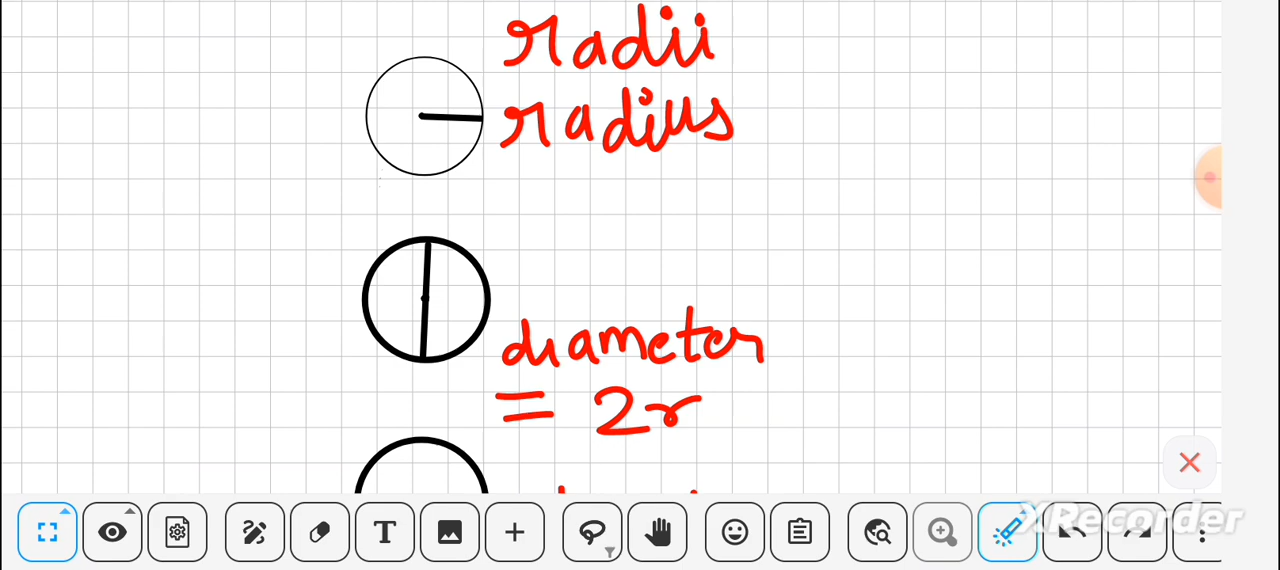 radii
radius
diameter
= 2r
T
XRecorder